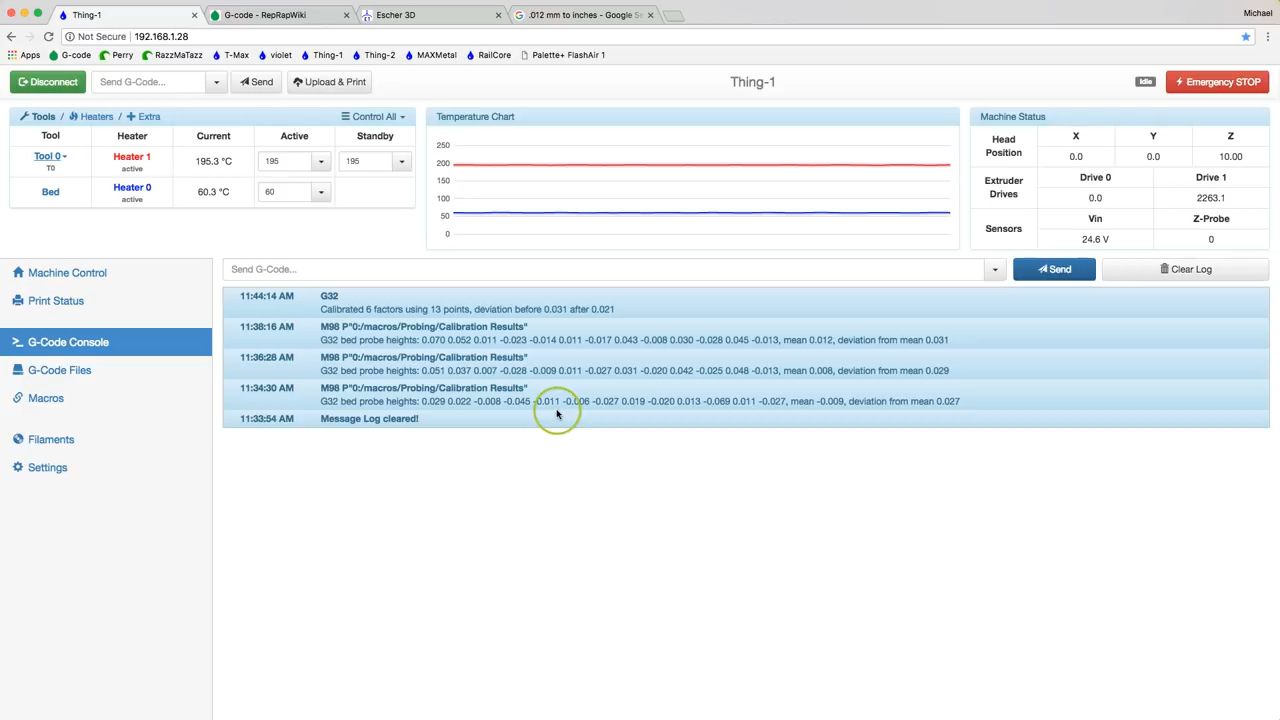 Thing-1
G-code - RepRapWiki
Escher 3D
.012 mm to inches - Google Se
Michael
Not Secure 192.168.1.28
Apps G-code Perry RazzMaTazz T-Max violet Thing-1 Thing-2 MAXMetal RailCore Palette+ FlashAir 1
Disconnect Send G-Code... Send Upload & Print Thing-1 Idle Emergency STOP
Tools / Heaters / Extra Control All
Tool Heater Current Active Standby
Tool 0 Heater 1 195.3 °C 195 195
T0 active
Bed Heater 0 60.3 °C 60
active
Temperature Chart
250
200
150
100
50
0
Machine Status
Head Position X Y Z
0.0 0.0 10.00
Extruder Drives Drive 0 Drive 1
0.0 2263.1
Sensors Vin Z-Probe
24.6 V 0
Machine Control
Print Status
G-Code Console
G-Code Files
Macros
Filaments
Settings
Send G-Code... Send Clear Log
11:44:14 AM G32
Calibrated 6 factors using 13 points, deviation before 0.031 after 0.021
11:38:16 AM M98 P"0:/macros/Probing/Calibration Results"
G32 bed probe heights: 0.070 0.052 0.011 -0.023 -0.014 0.011 -0.017 0.043 -0.008 0.030 -0.028 0.045 -0.013, mean 0.012, deviation from mean 0.031
11:36:28 AM M98 P"0:/macros/Probing/Calibration Results"
G32 bed probe heights: 0.051 0.037 0.007 -0.028 -0.009 0.011 -0.027 0.031 -0.020 0.042 -0.025 0.048 -0.013, mean 0.008, deviation from mean 0.029
11:34:30 AM M98 P"0:/macros/Probing/Calibration Results"
G32 bed probe heights: 0.029 0.022 -0.008 -0.045 -0.011 -0.006 -0.027 0.019 -0.020 0.013 -0.069 0.011 -0.027, mean -0.009, deviation from mean 0.027
11:33:54 AM Message Log cleared!